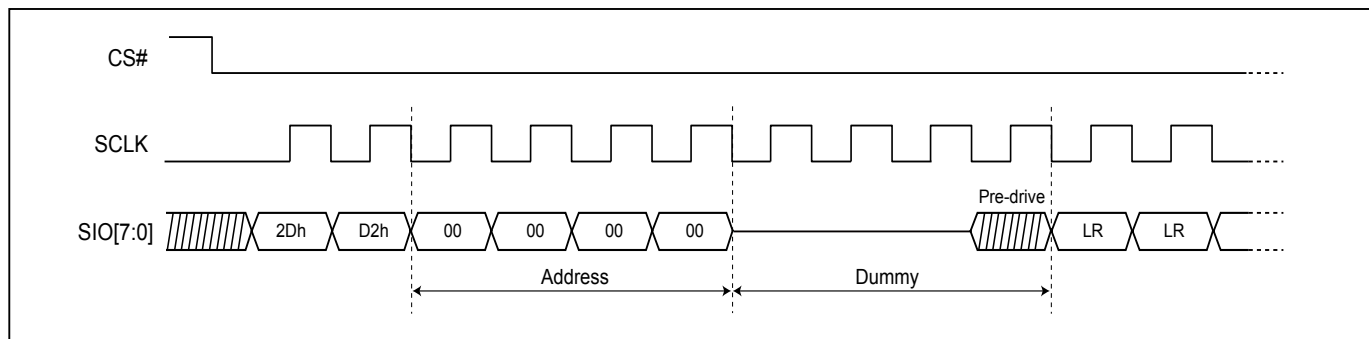 CS#
SCLK
Pre-drive
SIO[7:0] 2Dh D2h 00 00 00 00 LR LR
Address Dummy